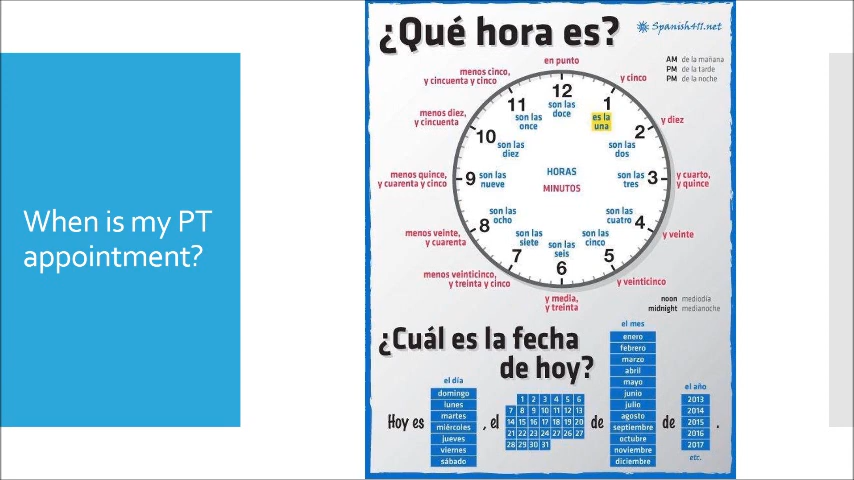 When is my PT
appointment?
¿Qué hora es?
Spanish411.net
AM de la mañana
PM de la tarde
PM de la noche
en punto
y cinco
y diez
y cuarto,
y quince
y veinte
y veinticinco
y media,
y treinta
menos veinticinco,
y treinta y cinco
menos veinte,
y cuarenta
menos quince,
y cuarenta y cinco
menos diez,
y cincuenta
menos cinco,
y cincuenta y cinco
12
son las
doce
1
es la
una
2
son las
dos
3
son las
tres
4
son las
cuatro
5
son las
cinco
6
son las
seis
7
son las
siete
8
son las
ocho
9
son las
nueve
10
son las
diez
11
son las
once
HORAS
MINUTOS
noon mediodía
midnight medianoche
¿Cuál es la fecha
de hoy?
Hoy es
el día
domingo
lunes
martes
miércoles
jueves
viernes
sábado
, el
1 2 3 4 5 6
7 8 9 10 11 12 13
14 15 16 17 18 19 20
21 22 23 24 25 26 27
28 29 30 31
de
el mes
enero
febrero
marzo
abril
mayo
junio
julio
agosto
septiembre
octubre
noviembre
diciembre
de
el año
2013
2014
2015
2016
2017
etc.
.